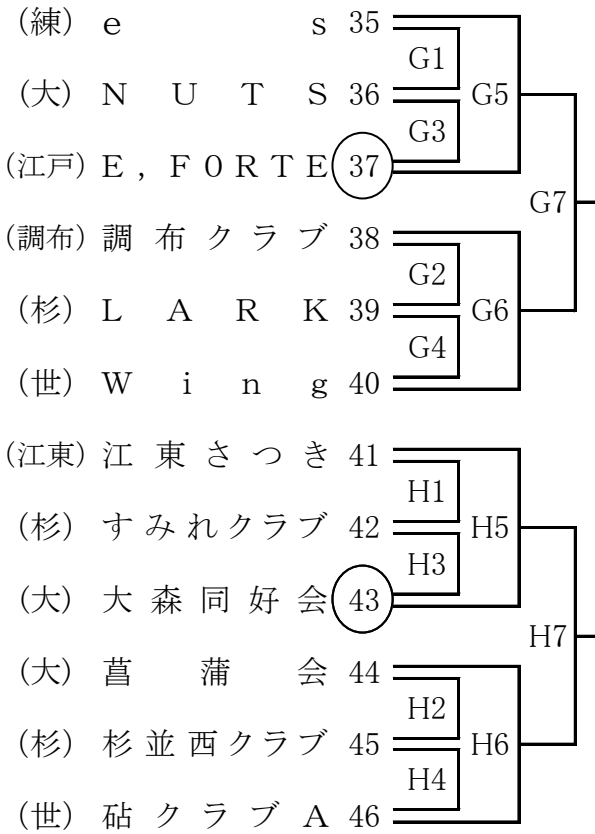 (練) e s 35
G1
(大) N U T S 36 G5
G3
(江戸) E, FORTE 37
G7
(調布) 調布クラブ 38
G2
(杉) L A R K 39 G6
G4
(世) W i n g 40
(江東) 江東さつき 41
H1
(杉) すみれクラブ 42 H5
H3
(大) 大森同好会 43
H7
(大) 菖蒲会 44
H2
(杉) 杉並西クラブ 45 H6
H4
(世) 砧クラブA 46